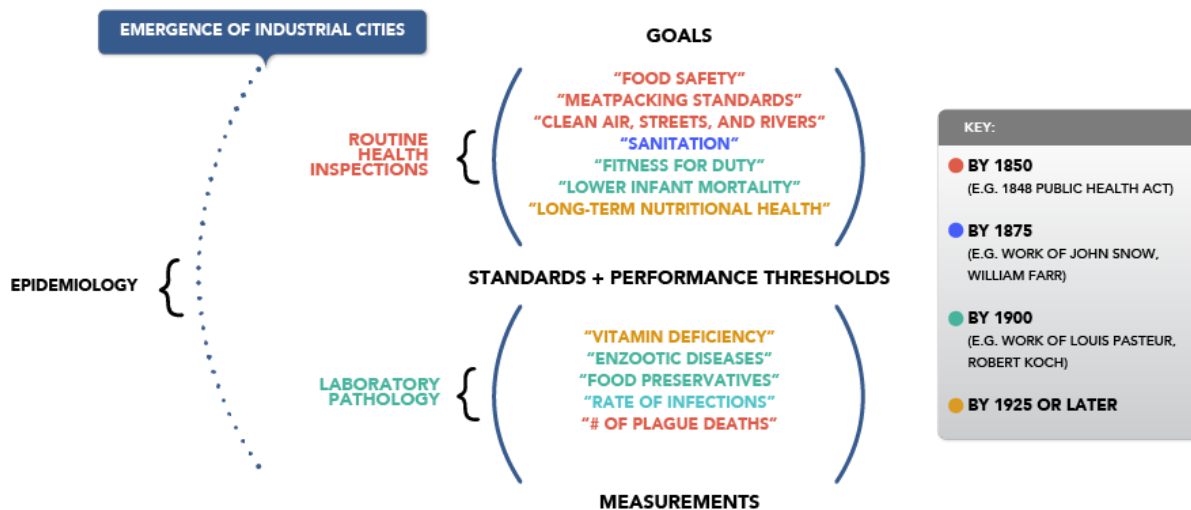 EMERGENCE OF INDUSTRIAL CITIES
GOALS
“FOOD SAFETY”
“MEATPACKING STANDARDS”
“CLEAN AIR, STREETS, AND RIVERS”
“SANITATION”
“FITNESS FOR DUTY”
“LOWER INFANT MORTALITY”
“LONG-TERM NUTRITIONAL HEALTH”
ROUTINE
HEALTH
INSPECTIONS
EPIDEMIOLOGY
STANDARDS + PERFORMANCE THRESHOLDS
“VITAMIN DEFICIENCY”
“ENZOOTIC DISEASES”
“FOOD PRESERVATIVES”
“RATE OF INFECTIONS”
“# OF PLAGUE DEATHS”
LABORATORY
PATHOLOGY
MEASUREMENTS
KEY:
BY 1850
(E.G. 1848 PUBLIC HEALTH ACT)
BY 1875
(E.G. WORK OF JOHN SNOW,
WILLIAM FARR)
BY 1900
(E.G. WORK OF LOUIS PASTEUR,
ROBERT KOCH)
BY 1925 OR LATER